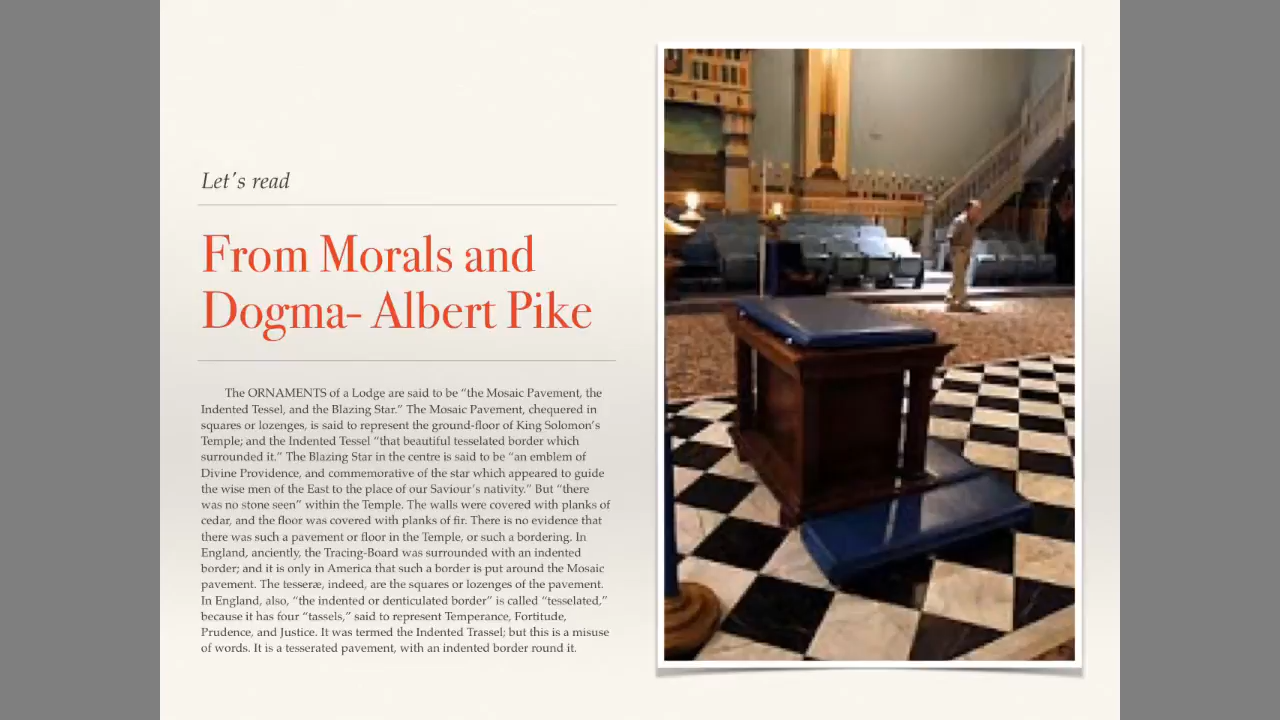 Let's read
From Morals and
Dogma- Albert Pike
The ORNAMENTS of a Lodge are said to be “the Mosaic Pavement, the
Indented Tessel, and the Blazing Star.” The Mosaic Pavement, chequered in
squares or lozenges, is said to represent the ground-floor of King Solomon's
Temple; and the Indented Tessel “that beautiful tesselated border which
surrounded it.” The Blazing Star in the centre is said to be “an emblem of
Divine Providence, and commemorative of the star which appeared to guide
the wise men of the East to the place of our Saviour's nativity.” But “there
was no stone seen” within the Temple. The walls were covered with planks of
cedar, and the floor was covered with planks of fir. There is no evidence that
there was such a pavement or floor in the Temple, or such a bordering. In
England, anciently, the Tracing-Board was surrounded with an indented
border; and it is only in America that such a border is put around the Mosaic
pavement. The tesseræ, indeed, are the squares or lozenges of the pavement.
In England, also, “the indented or denticulated border” is called “tesselated,”
because it has four “tassels,” said to represent Temperance, Fortitude,
Prudence, and Justice. It was termed the Indented Trassel; but this is a misuse
of words. It is a tesserated pavement, with an indented border round it.